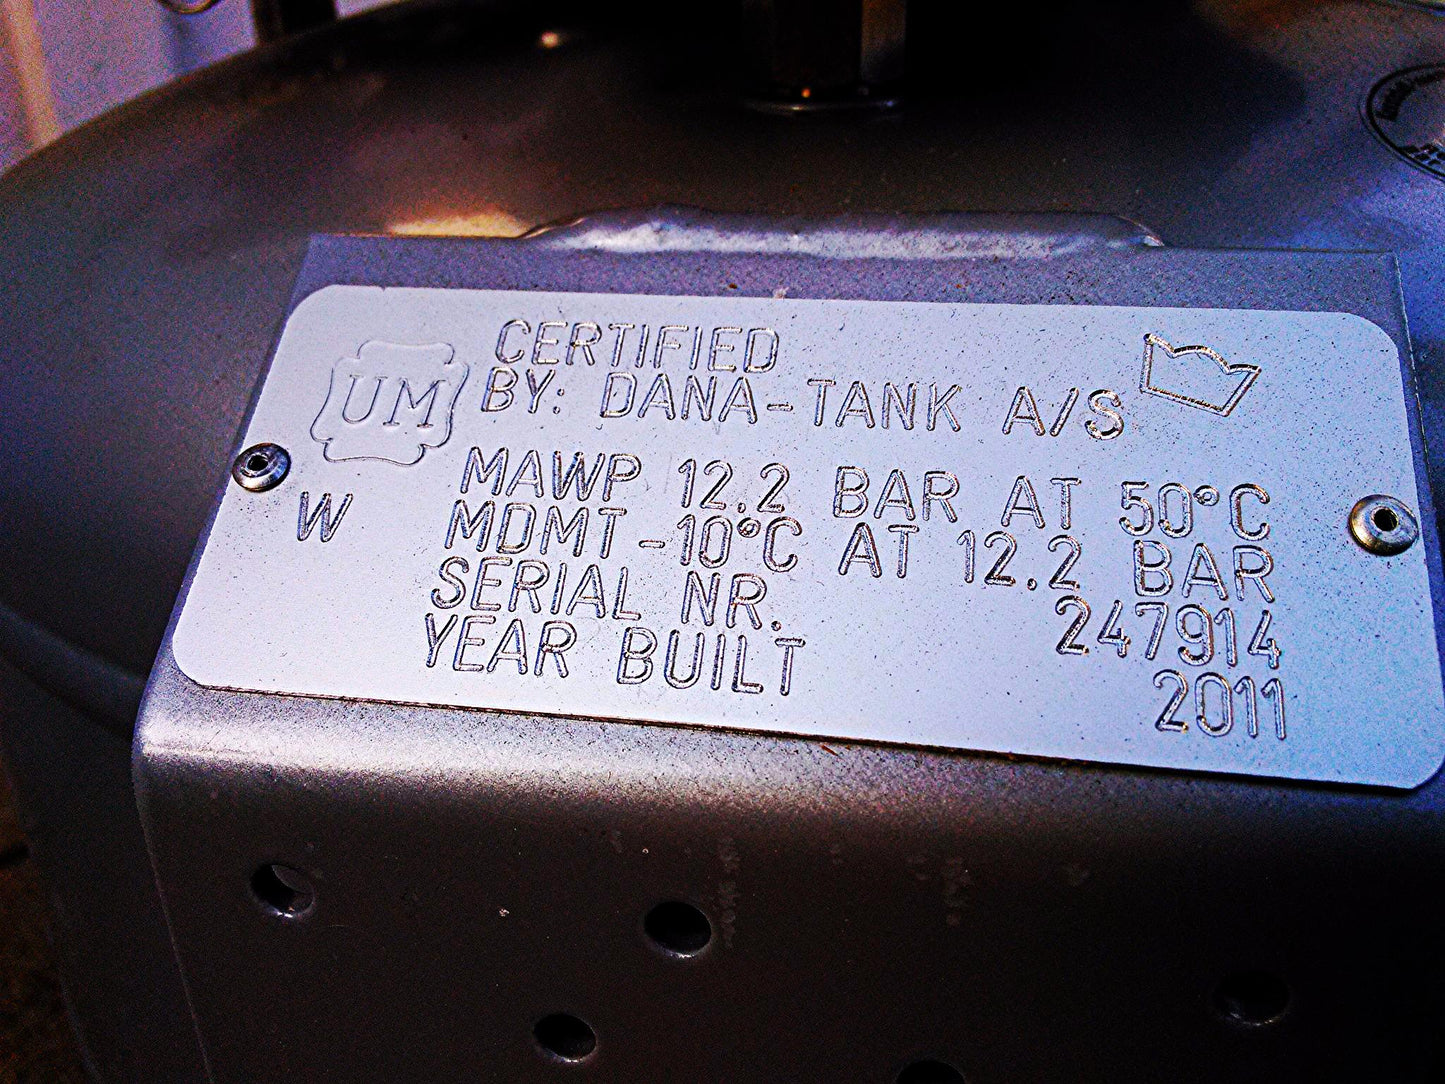 UM
CERTIFIED
BY: DANA-TANK A/S
W
MAWP 12.2 BAR AT 50°C
MDMT -10°C AT 12.2 BAR
SERIAL NR. 247914
YEAR BUILT 2011